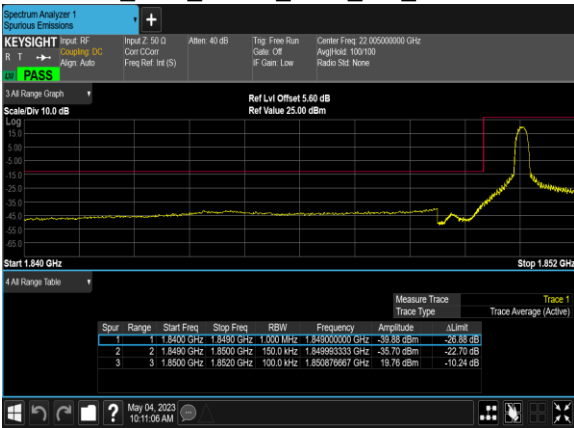 Spectrum Analyzer 1
Spurious Emissions
+
KEYSIGHT Input: RF Input Z: 50 Ω Atten: 40 dB Trig: Free Run Center Freq: 22.005000000 GHz
R T Coupling: DC Corr CCorr Gate: Off Avg|Hold: 100/100
Align: Auto Freq Ref: Int (S) IF Gain: Low Radio Std: None
LW PASS
3 All Range Graph
Ref Lvl Offset 5.60 dB
Scale/Div 10.0 dB Ref Value 25.00 dBm
Log
15.0
5.00
-5.00
-15.0
-25.0
-35.0
-45.0
-55.0
-65.0
Start 1.840 GHz Stop 1.852 GHz
4 All Range Table
Measure Trace Trace 1
Trace Type Trace Average (Active)
Spur Range Start Freq Stop Freq RBW Frequency Amplitude ΔLimit
1 1 1.8400 GHz 1.8490 GHz 1.000 MHz 1.849000000 GHz -39.88 dBm -26.88 dB
2 2 1.8490 GHz 1.8500 GHz 150.0 kHz 1.849993333 GHz -35.70 dBm -22.70 dB
3 3 1.8500 GHz 1.8520 GHz 100.0 kHz 1.850876667 GHz 19.76 dBm -10.24 dB
? May 04, 2023
10:11:06 AM